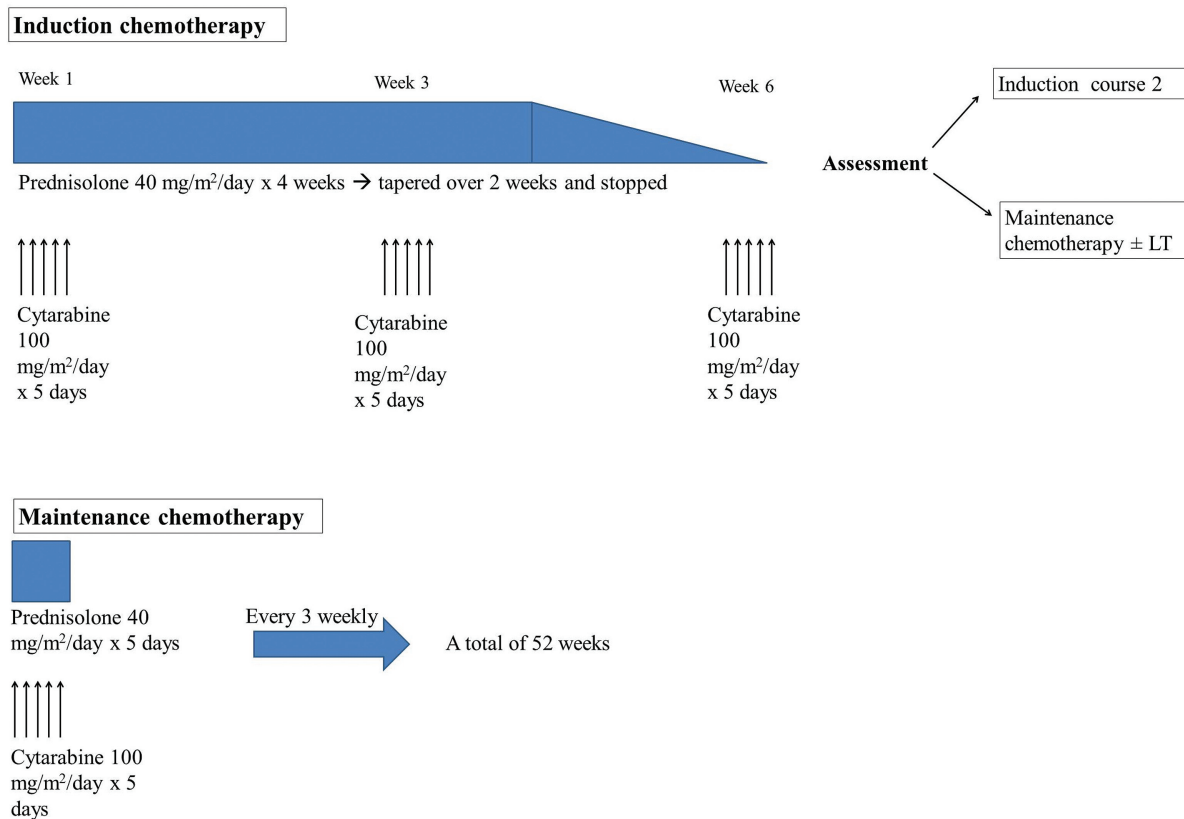 Induction chemotherapy
Week 1
Week 3
Week 6
Prednisolone 40 mg/m²/day x 4 weeks → tapered over 2 weeks and stopped
Assessment
Induction course 2
Maintenance
chemotherapy ± LT
Cytarabine
100
mg/m²/day
x 5 days
Cytarabine
100
mg/m²/day
x 5 days
Cytarabine
100
mg/m²/day
x 5 days
Maintenance chemotherapy
Prednisolone 40
mg/m²/day x 5 days
Every 3 weekly
A total of 52 weeks
Cytarabine 100
mg/m²/day x 5
days